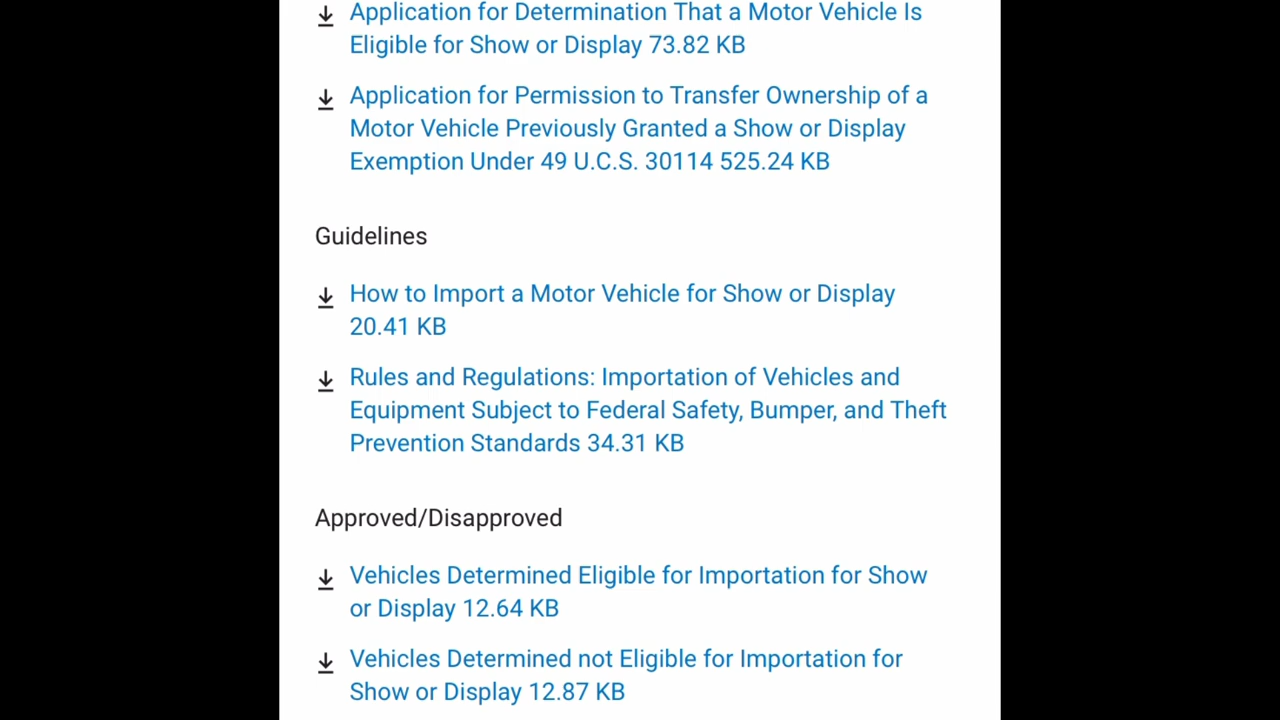 Application for Determination That a Motor Vehicle Is
Eligible for Show or Display 73.82 KB
Application for Permission to Transfer Ownership of a
Motor Vehicle Previously Granted a Show or Display
Exemption Under 49 U.C.S. 30114 525.24 KB
Guidelines
How to Import a Motor Vehicle for Show or Display
20.41 KB
Rules and Regulations: Importation of Vehicles and
Equipment Subject to Federal Safety, Bumper, and Theft
Prevention Standards 34.31 KB
Approved/Disapproved
Vehicles Determined Eligible for Importation for Show
or Display 12.64 KB
Vehicles Determined not Eligible for Importation for
Show or Display 12.87 KB